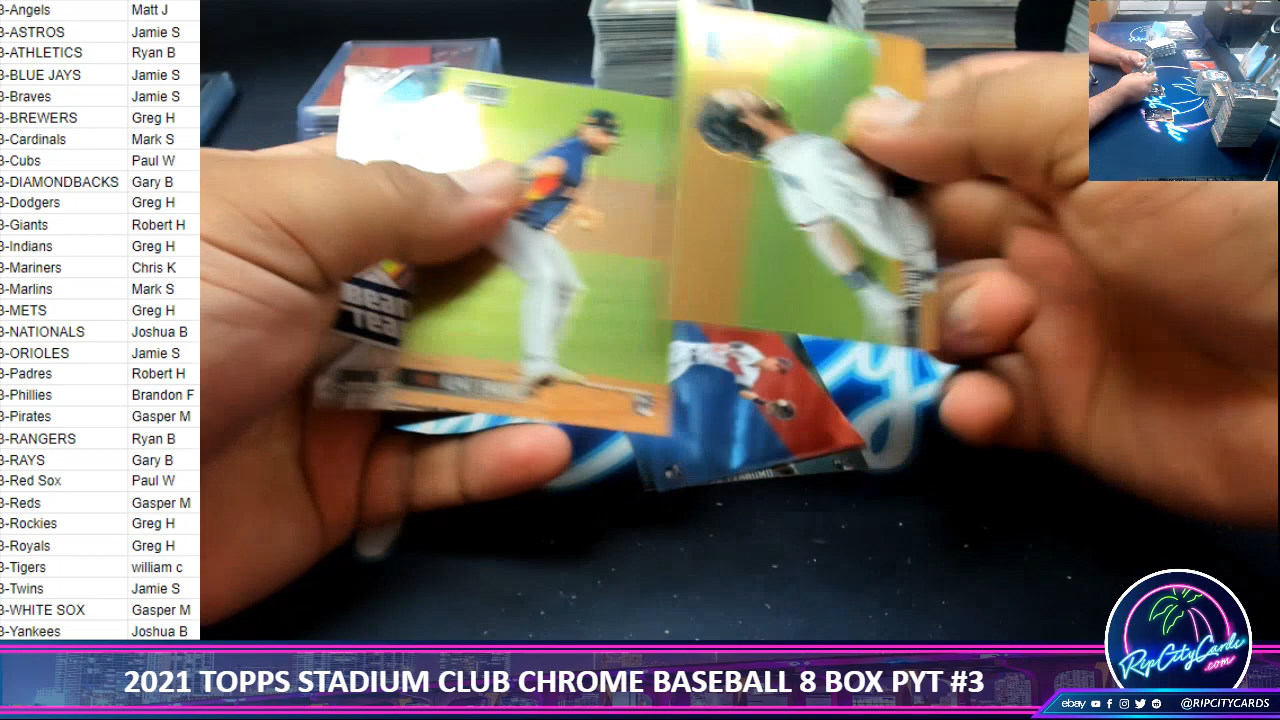 3-Angels Matt J
3-ASTROS Jamie S
3-ATHLETICS Ryan B
3-BLUE JAYS Jamie S
3-Braves Jamie S
3-BREWERS Greg H
3-Cardinals Mark S
3-Cubs Paul W
3-DIAMONDBACKS Gary B
3-Dodgers Greg H
3-Giants Robert H
3-Indians Greg H
3-Mariners Chris K
3-Marlins Mark S
3-METS Greg H
3-NATIONALS Joshua B
3-ORIOLES Jamie S
3-Padres Robert H
3-Phillies Brandon F
3-Pirates Gasper M
3-RANGERS Ryan B
3-RAYS Gary B
3-Red Sox Paul W
3-Reds Gasper M
3-Rockies Greg H
3-Royals Greg H
3-Tigers william c
3-Twins Jamie S
3-WHITE SOX Gasper M
3-Yankees Joshua B
RipCityCards
.com
2021 TOPPS STADIUM CLUB CHROME BASEBALL 8 BOX PYT #3
ebay @RIPCITYCARDS